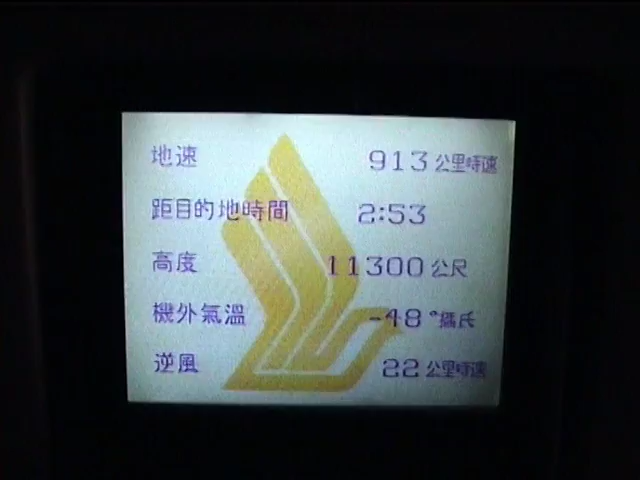 地速 913 公里時速
距目的地時間 2:53
高度 11300 公尺
機外氣溫 -48 °攝氏
逆風 22 公里時速